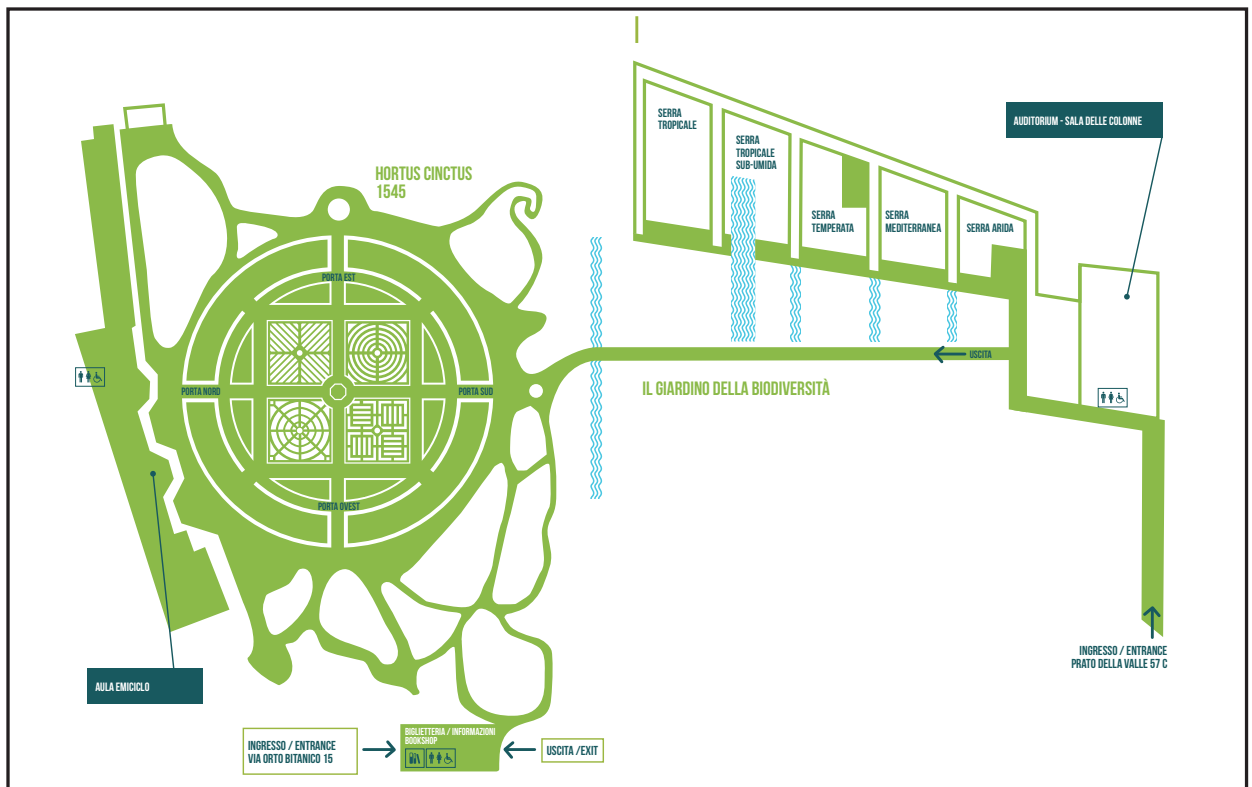 SERRA
TROPICALE
SERRA
TROPICALE
SUB-UMIDA
AUDITORIUM - SALA DELLE COLONNE
HORTUS CINCTUS
1545
SERRA
TEMPERATA
SERRA
MEDITERRANEA
SERRA ARIDA
PORTA EST
USCITA
PORTA NORD
PORTA SUD
IL GIARDINO DELLA BIODIVERSITÀ
PORTA OVEST
INGRESSO / ENTRANCE
PRATO DELLA VALLE 57 C
AULA EMICICLO
BIGLIETTERIA / INFORMAZIONI
BOOKSHOP
INGRESSO / ENTRANCE
VIA ORTO BITANICO 15
USCITA /EXIT